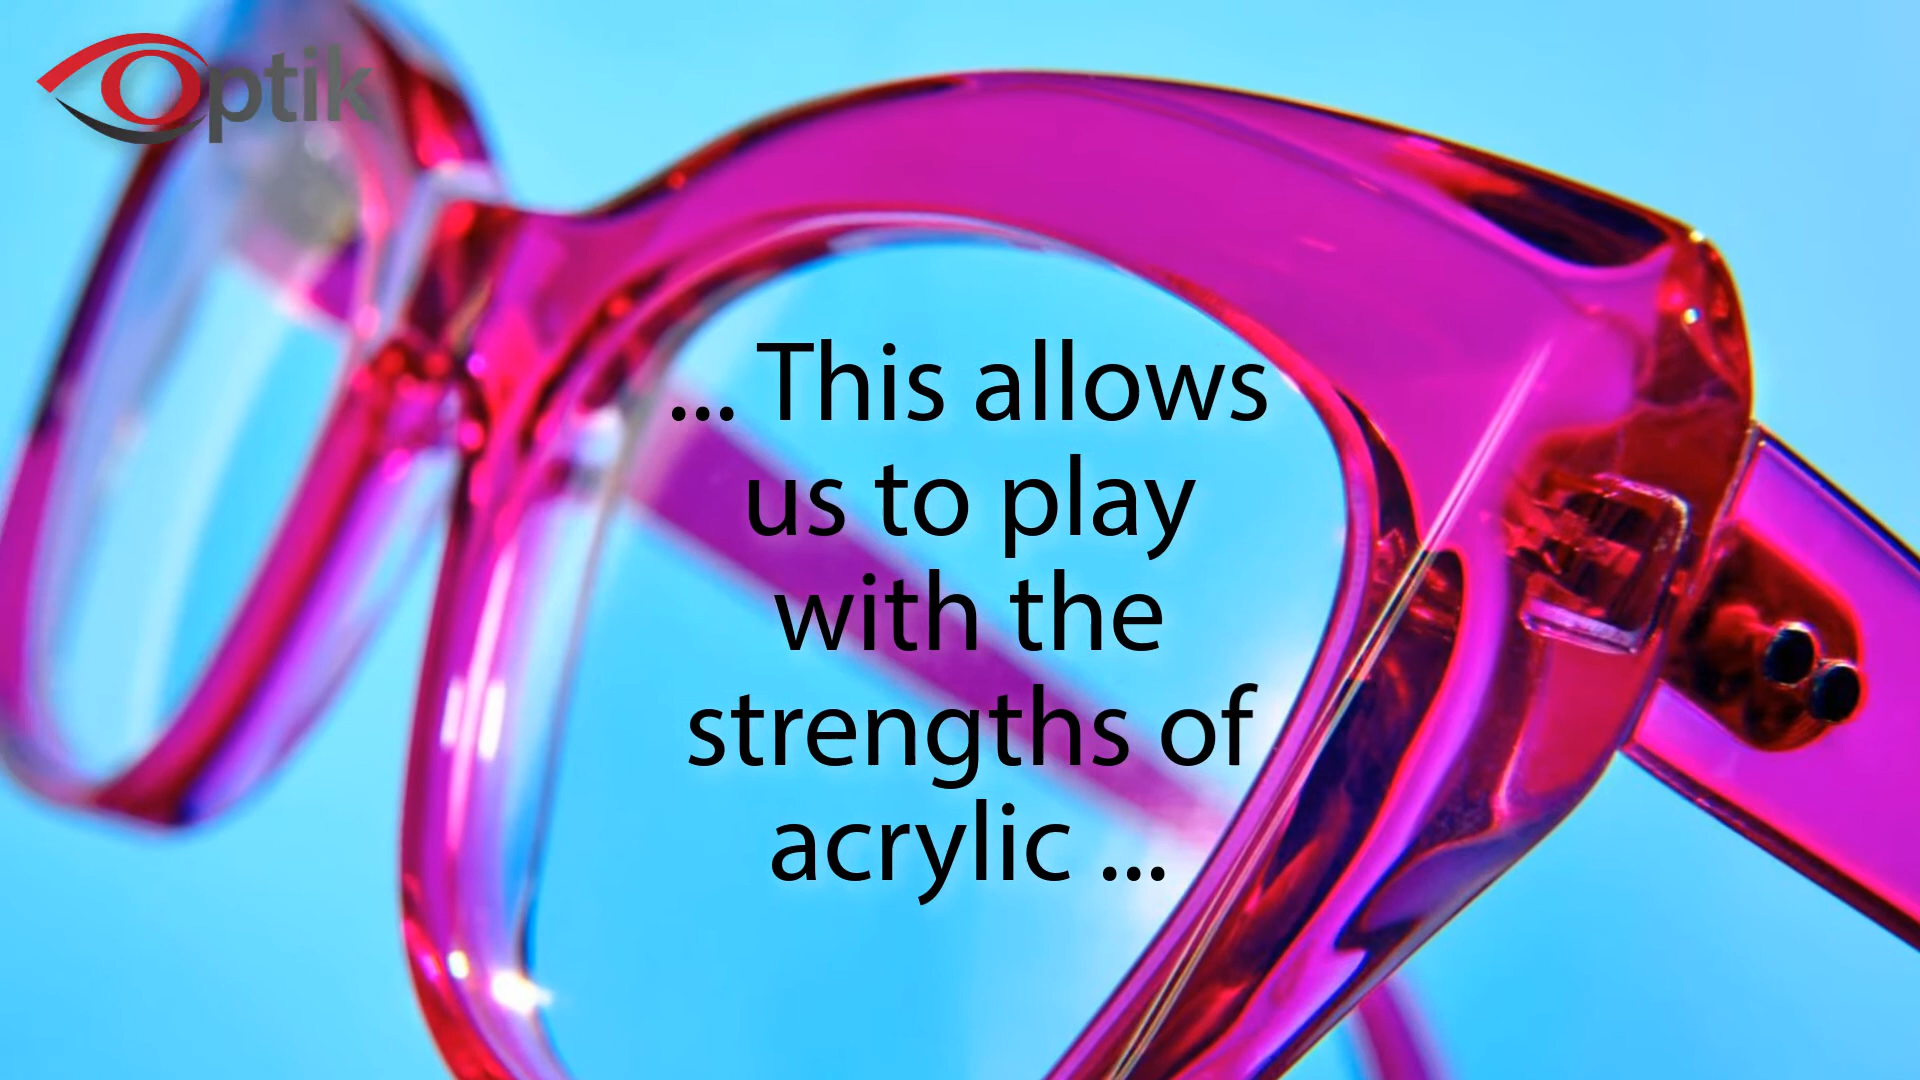 Optik
... This allows
us to play
with the
strengths of
acrylic ...